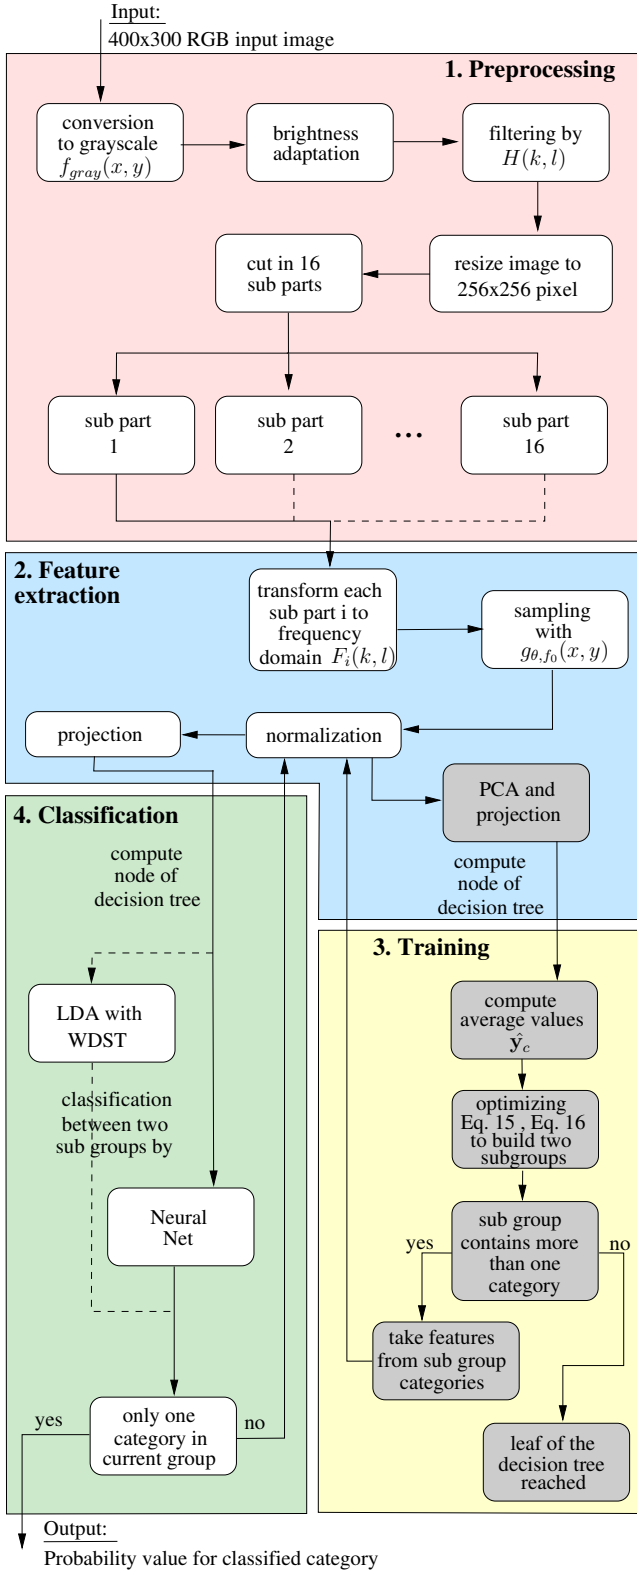 Input:
400x300 RGB input image
1. Preprocessing
conversion
to grayscale
f_{gray}(x, y)
brightness
adaptation
filtering by
H(k, l)
cut in 16
sub parts
resize image to
256x256 pixel
sub part
1
sub part
2
...
sub part
16
2. Feature
extraction
transform each
sub part i to
frequency
domain F_i(k, l)
sampling
with
g_{θ,f_0}(x, y)
projection
normalization
PCA and
projection
4. Classification
compute
node of
decision tree
compute
node of
decision tree
3. Training
LDA with
WDST
classification
between two
sub groups by
Neural
Net
only one
category in
current group
yes
no
compute
average values
ŷ_c
optimizing
Eq. 15 , Eq. 16
to build two
subgroups
sub group
contains more
than one
category
yes
no
take features
from sub group
categories
leaf of the
decision tree
reached
Output:
Probability value for classified category